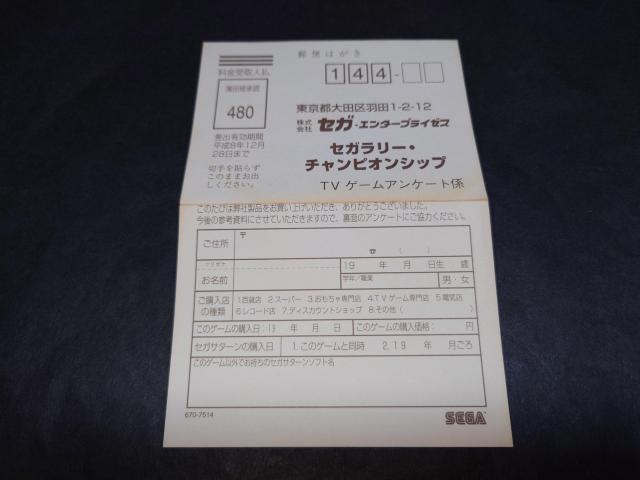 郵便はがき
料金受取人払
蒲田局承認
480
差出有効期間
平成8年12月
28日まで
切手を貼らず
このままお出
しください。
144-
東京都大田区羽田1-2-12
株式会社 セガ・エンタープライゼス
セガラリー・
チャンピオンシップ
TVゲームアンケート係
このたびは弊社製品をお買い上げいただき、ありがとうございました。
今後の参考資料にさせていただきますので、裏面のアンケートにご協力ください。
ご住所 〒
☎ ( )
フリガナ
お名前
19 年 月 日生 歳
学年/職業
男・女
ご購入店の種類
1.百貨店 2.スーパー 3.おもちゃ専門店 4.TVゲーム専門店 5.電気店
6.レコード店 7.ディスカウントショップ 8.その他( )
このゲームの購入日:19 年 月 日 このゲームの購入価格: 円
セガサターンの購入日 1.このゲームと同時 2.19 年 月ごろ
このゲーム以外でお持ちのセガサターンソフト名
670-7514
SEGA